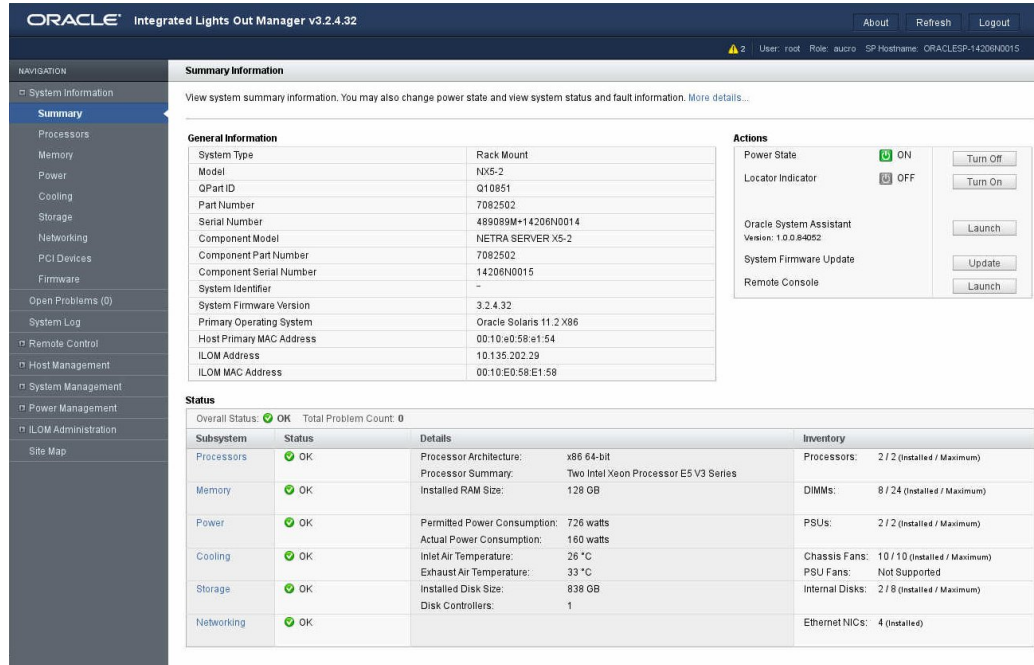 ORACLE® Integrated Lights Out Manager v3.2.4.32
About Refresh Logout
2 User: root Role: aucro SP Hostname: ORACLESP-14206N0015
NAVIGATION
System Information
Summary
Processors
Memory
Power
Cooling
Storage
Networking
PCI Devices
Firmware
Open Problems (0)
System Log
Remote Control
Host Management
System Management
Power Management
ILOM Administration
Site Map
Summary Information
View system summary information. You may also change power state and view system status and fault information. More details...
General Information
System Type Rack Mount
Model NX5-2
QPart ID Q10851
Part Number 7082502
Serial Number 489089M+14206N0014
Component Model NETRA SERVER X5-2
Component Part Number 7082502
Component Serial Number 14206N0015
System Identifier -
System Firmware Version 3.2.4.32
Primary Operating System Oracle Solaris 11.2 X86
Host Primary MAC Address 00:10:e0:58:e1:54
ILOM Address 10.135.202.29
ILOM MAC Address 00:10:E0:58:E1:58
Actions
Power State ON Turn Off
Locator Indicator OFF Turn On
Oracle System Assistant Launch
Version: 1.0.0.84052
System Firmware Update Update
Remote Console Launch
Status
Overall Status: OK Total Problem Count: 0
Subsystem Status Details Inventory
Processors OK Processor Architecture: x86 64-bit Processors: 2 / 2 (Installed / Maximum)
Processor Summary: Two Intel Xeon Processor E5 V3 Series
Memory OK Installed RAM Size: 128 GB DIMMs: 8 / 24 (Installed / Maximum)
Power OK Permitted Power Consumption: 726 watts PSUs: 2 / 2 (Installed / Maximum)
Actual Power Consumption: 160 watts
Cooling OK Inlet Air Temperature: 26 °C Chassis Fans: 10 / 10 (Installed / Maximum)
Exhaust Air Temperature: 33 °C PSU Fans: Not Supported
Storage OK Installed Disk Size: 838 GB Internal Disks: 2 / 8 (Installed / Maximum)
Disk Controllers: 1
Networking OK Ethernet NICs: 4 (Installed)